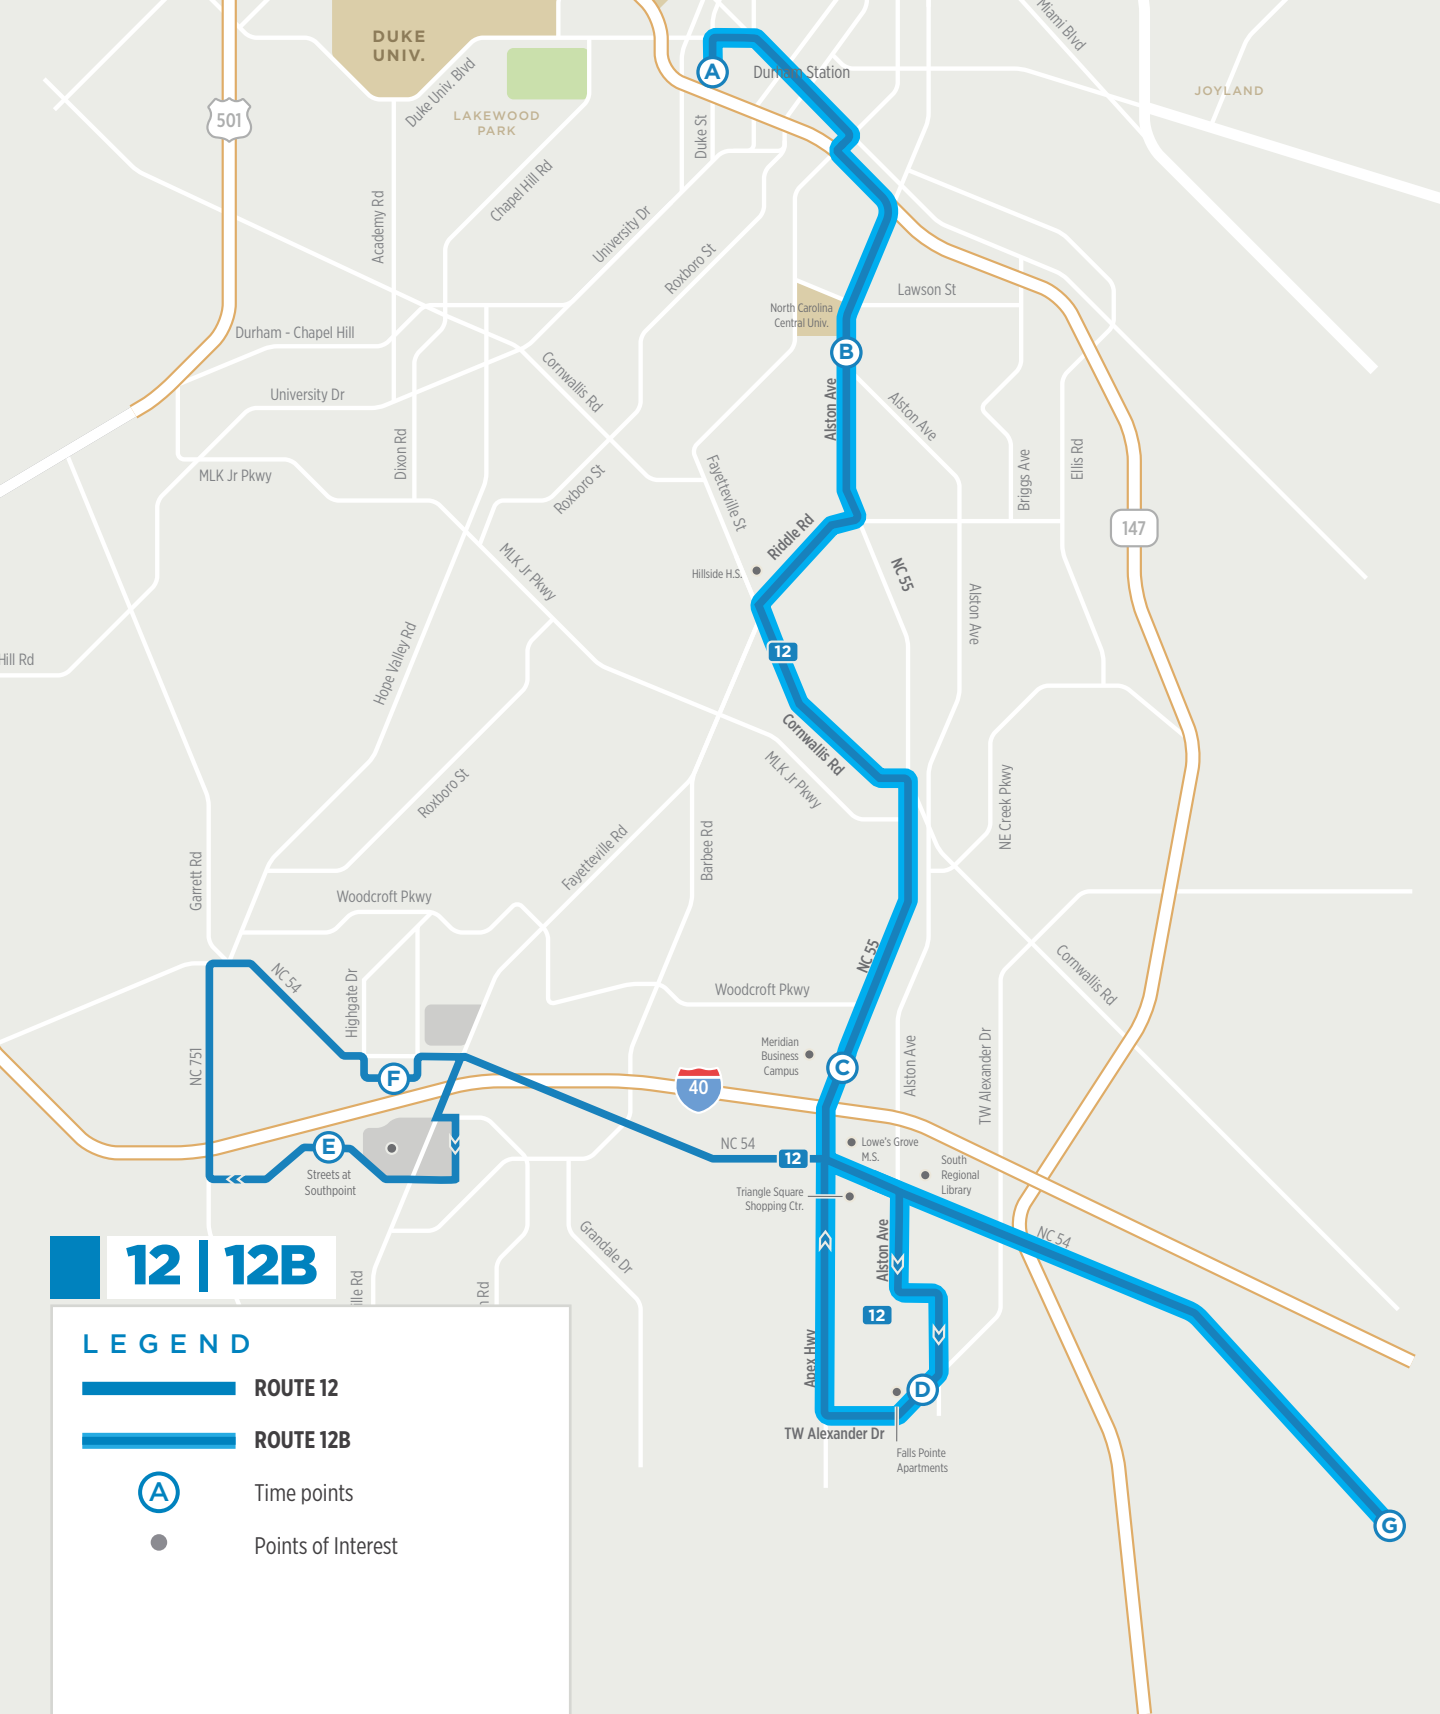 DUKE
UNIV.
Miami Blvd
A
Durham Station
JOYLAND
Duke Univ. Blvd
501
LAKEWOOD
PARK
Duke St
Chapel Hill Rd
Academy Rd
University Dr
Roxboro St
Lawson St
North Carolina
Central Univ.
Durham - Chapel Hill
B
Cornwallis Rd
University Dr
Alston Ave
Alston Ave
Dixon Rd
Ellis Rd
MLK Jr Pkwy
Roxboro St
Fayetteville St
Briggs Ave
147
Riddle Rd
MLK Jr Pkwy
Hillside H.S.
NC 55
Alston Ave
Hill Rd
Hope Valley Rd
12
Cornwallis Rd
MLK Jr Pkwy
Roxboro St
NE Creek Pkwy
Fayetteville Rd
Barbee Rd
Garrett Rd
Woodcroft Pkwy
NC 55
Cornwallis Rd
NC 54
Highgate Dr
Woodcroft Pkwy
Meridian
Business
Campus
C
Alston Ave
TW Alexander Dr
NC 751
F
40
E
Streets at
Southpoint
NC 54
12
Lowe's Grove
M.S.
South
Regional
Library
Triangle Square
Shopping Ctr.
Grandale Dr
Alston Ave
NC 54
12 | 12B
ille Rd
n Rd
12
Apex Hwy
D
TW Alexander Dr
Falls Pointe
Apartments
G
LEGEND
ROUTE 12
ROUTE 12B
A
Time points
Points of Interest